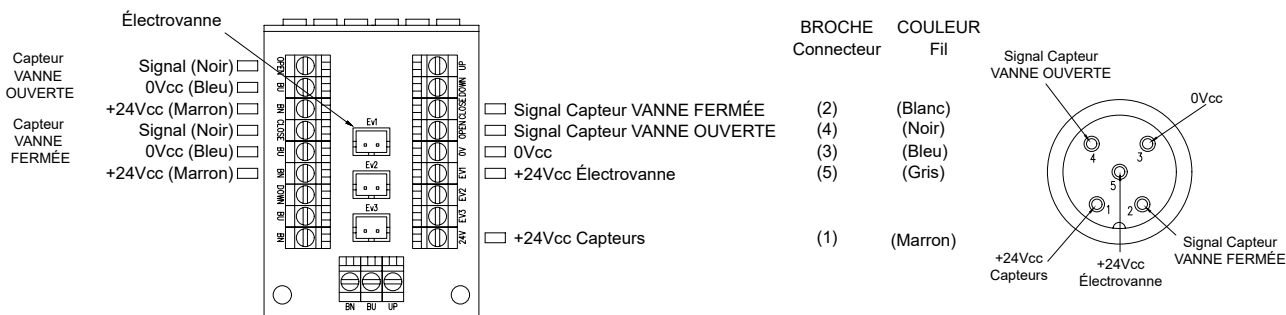 Électrovanne
Capteur
VANNE
OUVERTE
Signal (Noir)
0Vcc (Bleu)
+24Vcc (Marron)
Capteur
VANNE
FERMÉE
Signal (Noir)
0Vcc (Bleu)
+24Vcc (Marron)
OPEN
BU
BN
CLOSE
BU
BN
DOWN
BU
BN
Ev1
Ev2
Ev3
BN BU UP
UP
DOWN
CLOSE
OPEN
0V
EV1
EV2
EV3
24V
BROCHE COULEUR
Connecteur Fil
Signal Capteur VANNE FERMÉE (2) (Blanc)
Signal Capteur VANNE OUVERTE (4) (Noir)
0Vcc (3) (Bleu)
+24Vcc Électrovanne (5) (Gris)
+24Vcc Capteurs (1) (Marron)
Signal Capteur
VANNE OUVERTE
0Vcc
4 3
5
1 2
+24Vcc
Capteurs
+24Vcc
Électrovanne
Signal Capteur
VANNE FERMÉE